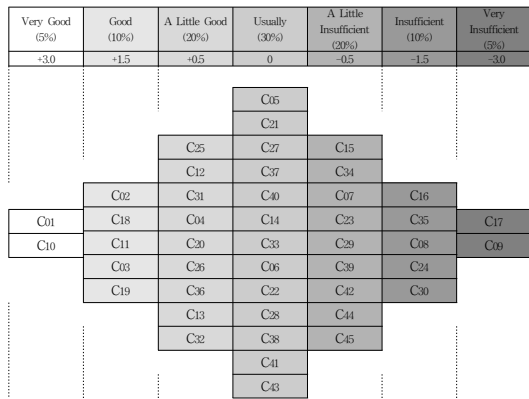 Very Good Good A Little Good Usually A Little Insufficient Very
(5%) (10%) (20%) (30%) Insufficient (10%) Insufficient
(20%) (5%)
+3.0 +1.5 +0.5 0 -0.5 -1.5 -3.0
C05
C21
C25 C27 C15
C12 C37 C34
C02 C31 C40 C07 C16
C01 C18 C04 C14 C23 C35 C17
C10 C11 C20 C33 C29 C08 C09
C03 C26 C06 C39 C24
C19 C36 C22 C42 C30
C13 C28 C44
C32 C38 C45
C41
C43